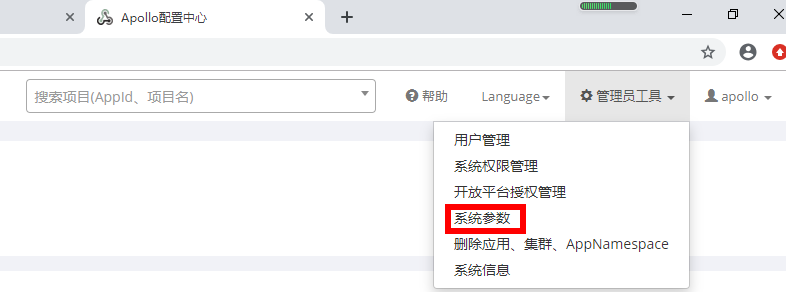 Apollo配置中心
搜索项目(AppId、项目名)
帮助
Language
管理员工具
apollo
用户管理
系统权限管理
开放平台授权管理
系统参数
删除应用、集群、AppNamespace
系统信息